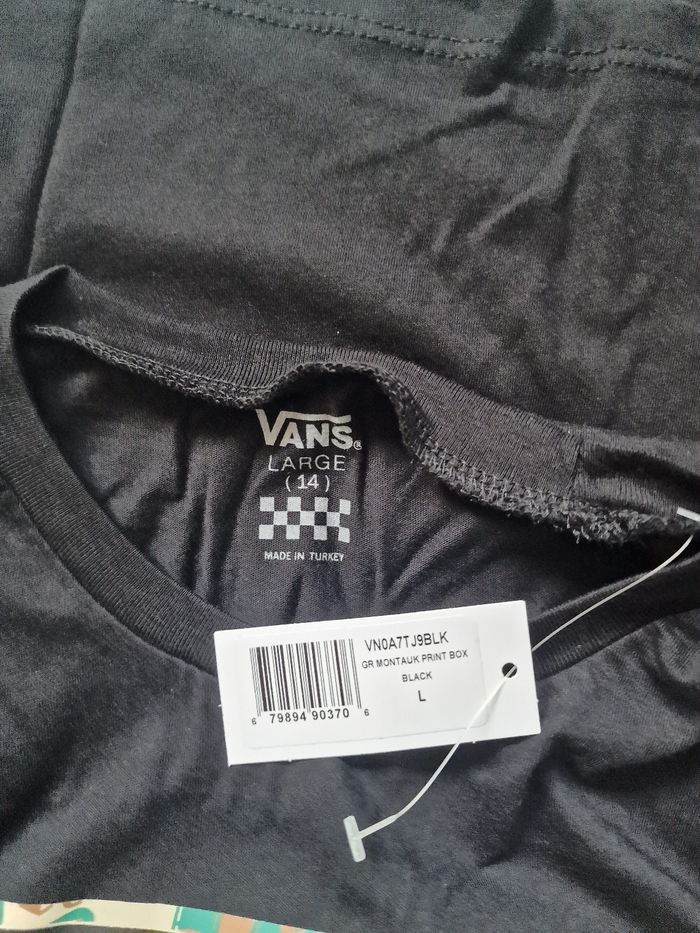 VANS®
LARGE
(14)
MADE IN TURKEY
VN0A7TJ9BLK
GR MONTAUK PRINT BOX
BLACK
L
6 79894 90370 6